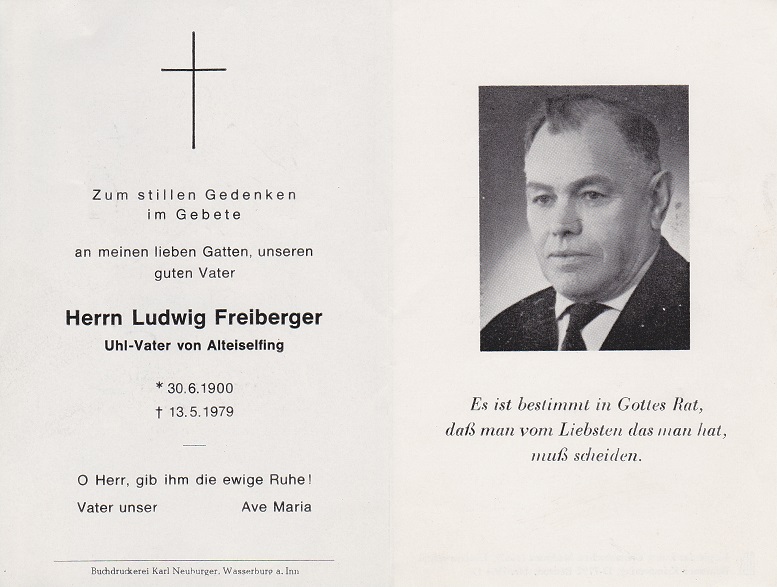 Zum stillen Gedenken
im Gebete
an meinen lieben Gatten, unseren
guten Vater
Herrn Ludwig Freiberger
Uhl-Vater von Alteiselfing
* 30.6.1900
† 13.5.1979
O Herr, gib ihm die ewige Ruhe!
Vater unser Ave Maria
Buchdruckerei Karl Neuburger, Wasserburg a. Inn
Es ist bestimmt in Gottes Rat,
daß man vom Liebsten das man hat,
muß scheiden.